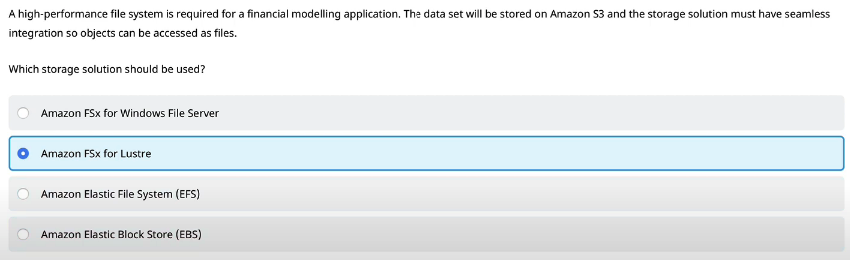 A high-performance file system is required for a financial modelling application. The data set will be stored on Amazon S3 and the storage solution must have seamless
integration so objects can be accessed as files.
Which storage solution should be used?
Amazon FSx for Windows File Server
Amazon FSx for Lustre
Amazon Elastic File System (EFS)
Amazon Elastic Block Store (EBS)